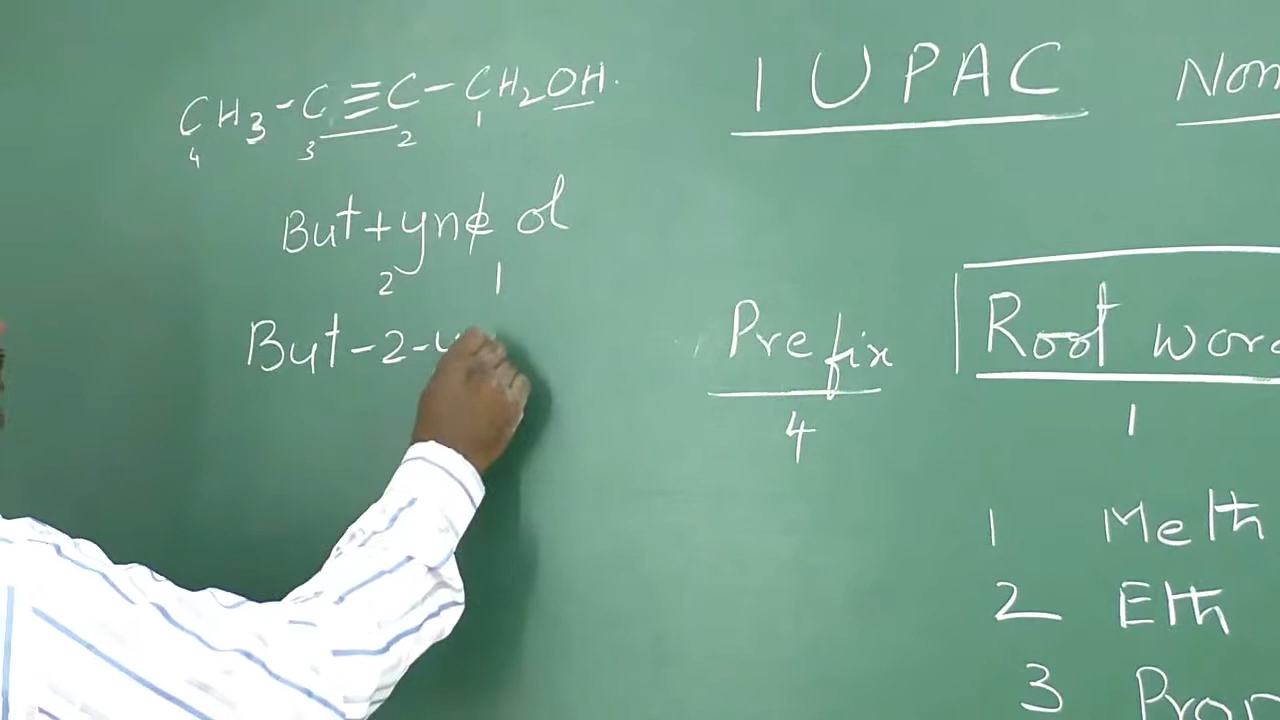 CH3-C≡C-CH2OH.
4 3 2 1
But+yne ol
2 1
But-2-y
IUPAC Nom
Prefix
4
Root word
1
1 Meth
2 Eth
3 Prop